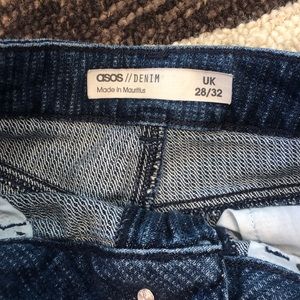 asos // DENIM
Made in Mauritius
UK
28/32